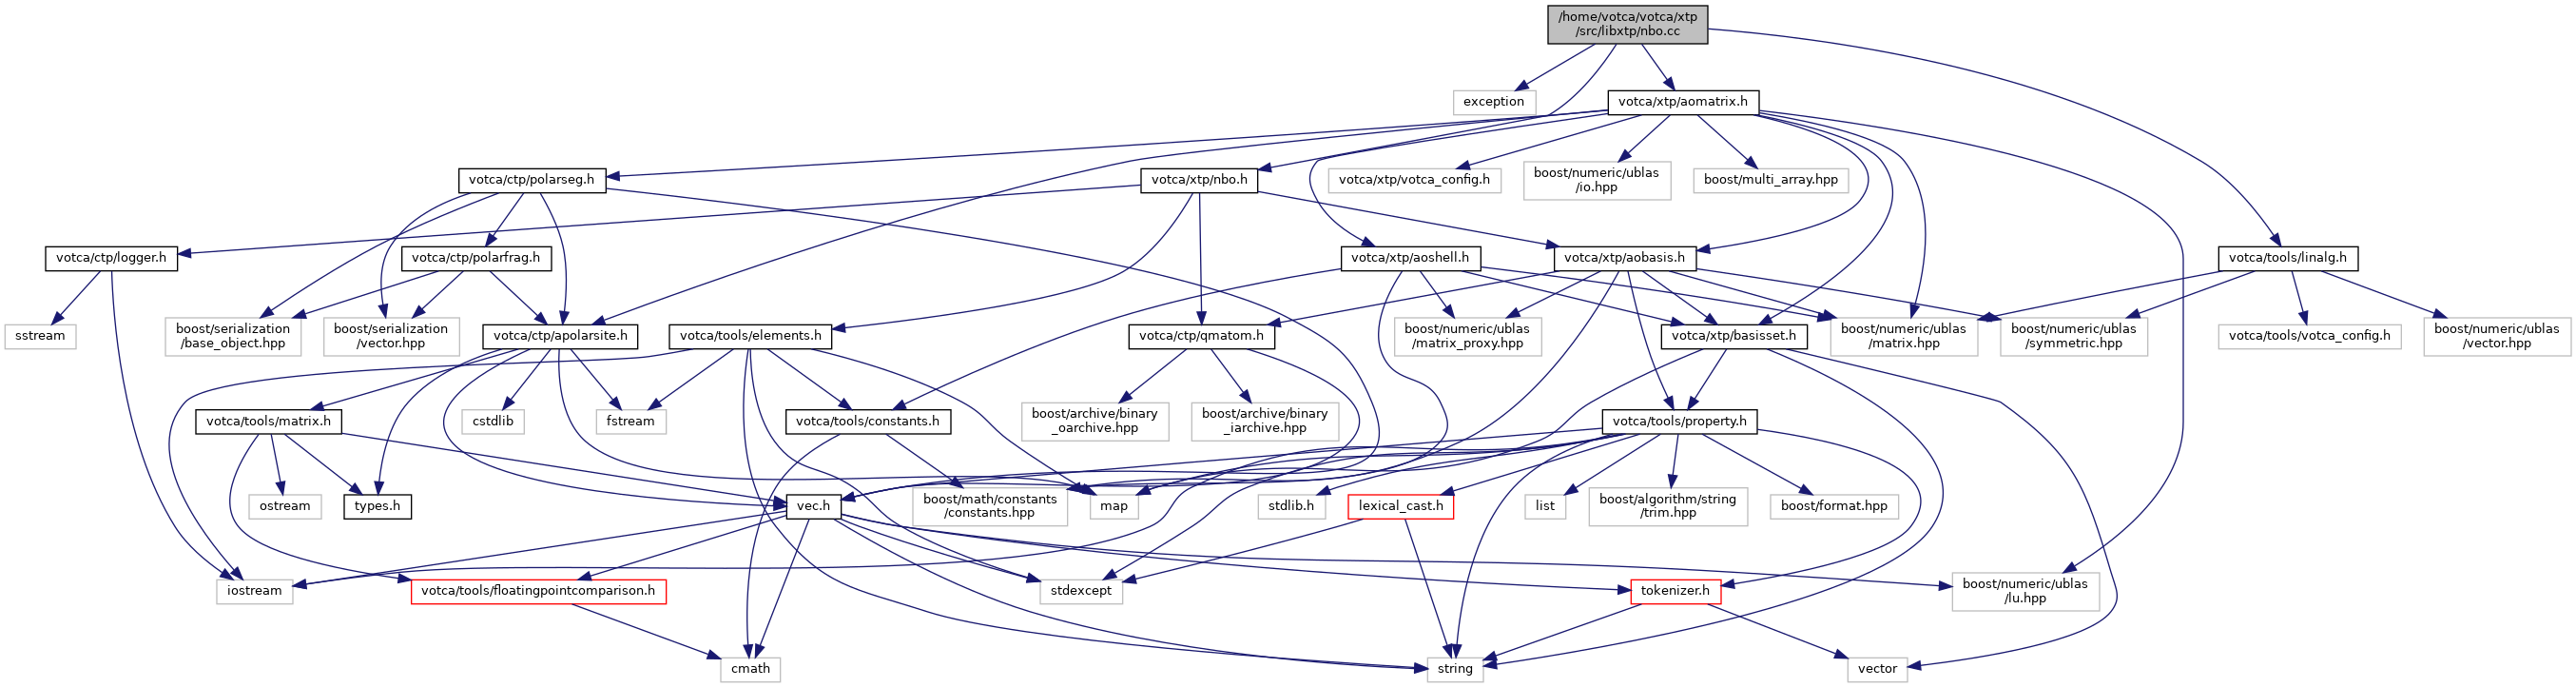 /home/votca/votca/xtp
/src/libxtp/nbo.cc
exception
votca/xtp/aomatrix.h
votca/ctp/polarseg.h
votca/xtp/nbo.h
votca/xtp/votca_config.h
boost/numeric/ublas
/io.hpp
boost/multi_array.hpp
votca/ctp/logger.h
votca/ctp/polarfrag.h
votca/xtp/aoshell.h
votca/xtp/aobasis.h
votca/tools/linalg.h
sstream
boost/serialization
/base_object.hpp
boost/serialization
/vector.hpp
votca/ctp/apolarsite.h
votca/tools/elements.h
votca/ctp/qmatom.h
boost/numeric/ublas
/matrix_proxy.hpp
votca/xtp/basisset.h
boost/numeric/ublas
/matrix.hpp
boost/numeric/ublas
/symmetric.hpp
votca/tools/votca_config.h
boost/numeric/ublas
/vector.hpp
votca/tools/matrix.h
cstdlib
fstream
votca/tools/constants.h
boost/archive/binary
_oarchive.hpp
boost/archive/binary
_iarchive.hpp
votca/tools/property.h
ostream
types.h
vec.h
boost/math/constants
/constants.hpp
map
stdlib.h
lexical_cast.h
list
boost/algorithm/string
/trim.hpp
boost/format.hpp
iostream
votca/tools/floatingpointcomparison.h
stdexcept
tokenizer.h
boost/numeric/ublas
/lu.hpp
cmath
string
vector